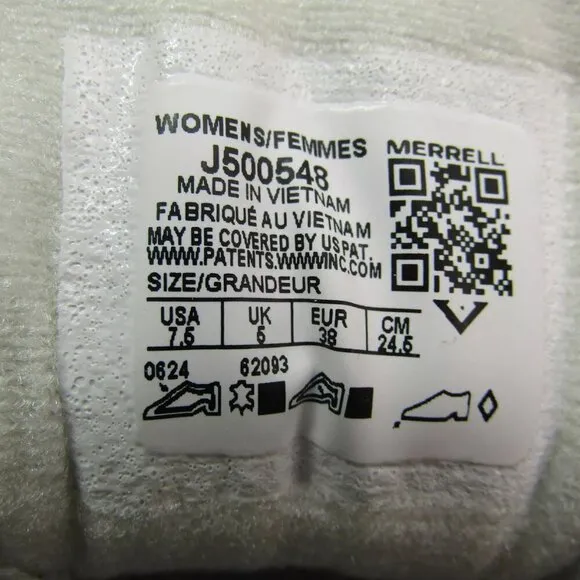 WOMENS/FEMMES
MERRELL
J500548
MADE IN VIETNAM
FABRIQUÉ AU VIETNAM
MAY BE COVERED BY US PAT.
WWW.PATENTS.WWWINC.COM
SIZE/GRANDEUR
USA UK EUR CM
7.5 5 38 24.5
0624 62093